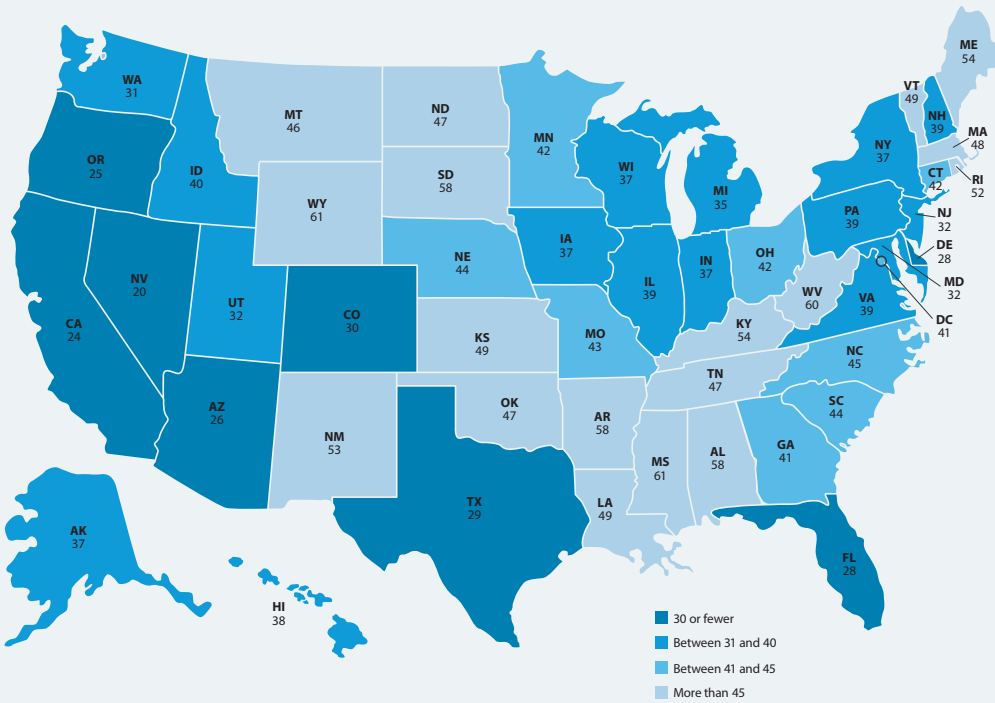 WA
31
OR
25
CA
24
NV
20
ID
40
MT
46
WY
61
UT
32
CO
30
AZ
26
NM
53
ND
47
SD
58
NE
44
KS
49
OK
47
TX
29
MN
42
IA
37
MO
43
AR
58
LA
49
WI
37
IL
39
MI
35
IN
37
OH
42
KY
54
TN
47
MS
61
AL
58
GA
41
FL
28
SC
44
NC
45
VA
39
WV
60
PA
39
NY
37
VT
49
NH
39
ME
54
MA
48
RI
52
CT
42
NJ
32
DE
28
MD
32
DC
41
AK
37
HI
38
30 or fewer
Between 31 and 40
Between 41 and 45
More than 45